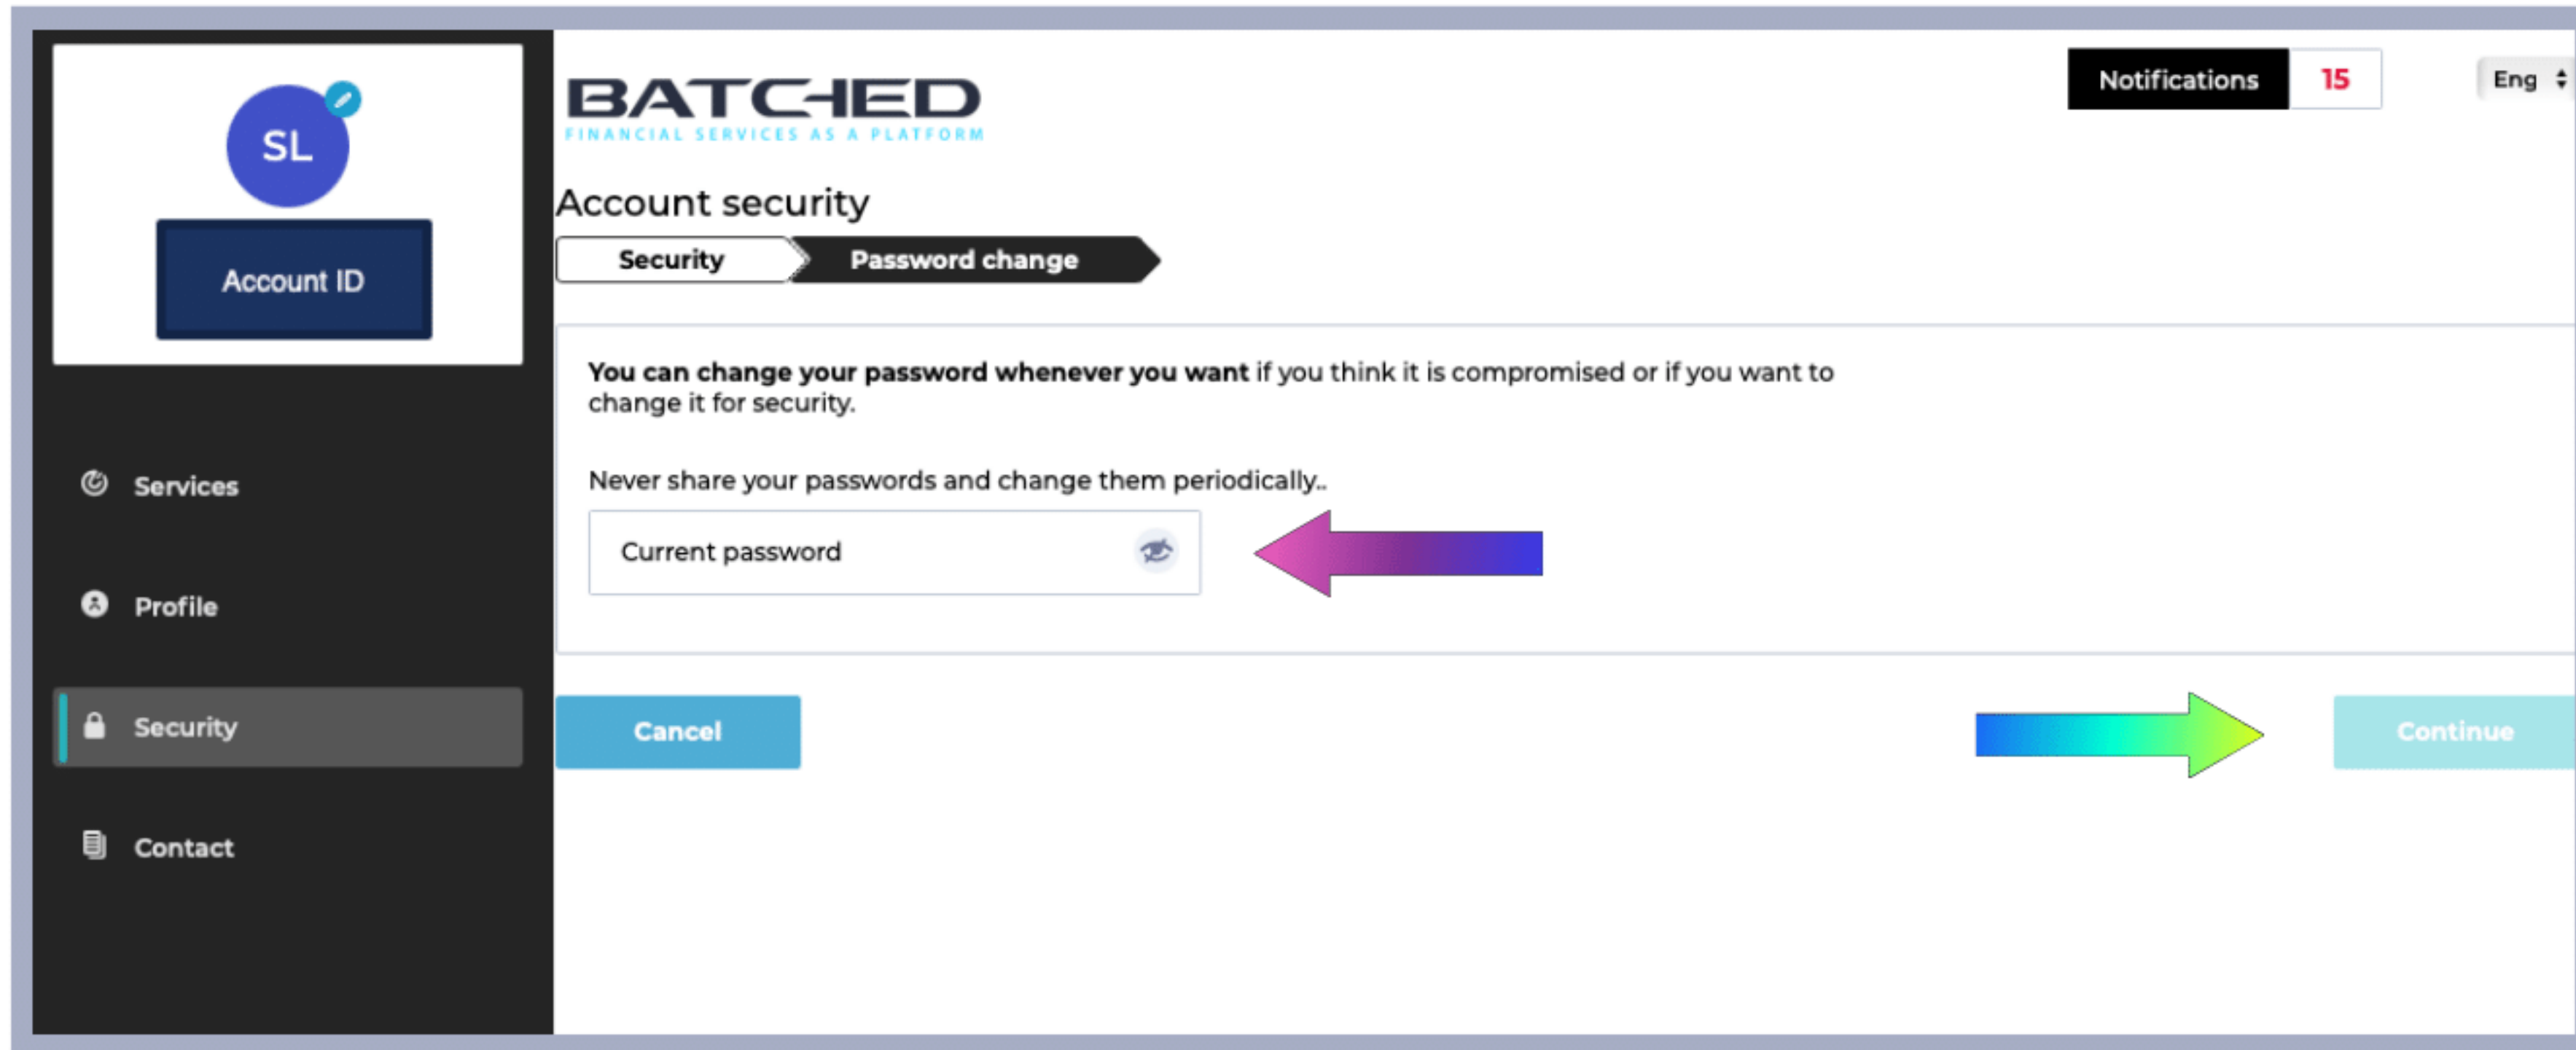 SL
Account ID
Services
Profile
Security
Contact
BATCHED
FINANCIAL SERVICES AS A PLATFORM
Notifications 15
Eng
Account security
Security Password change
You can change your password whenever you want if you think it is compromised or if you want to
change it for security.
Never share your passwords and change them periodically..
Current password
Cancel
Continue